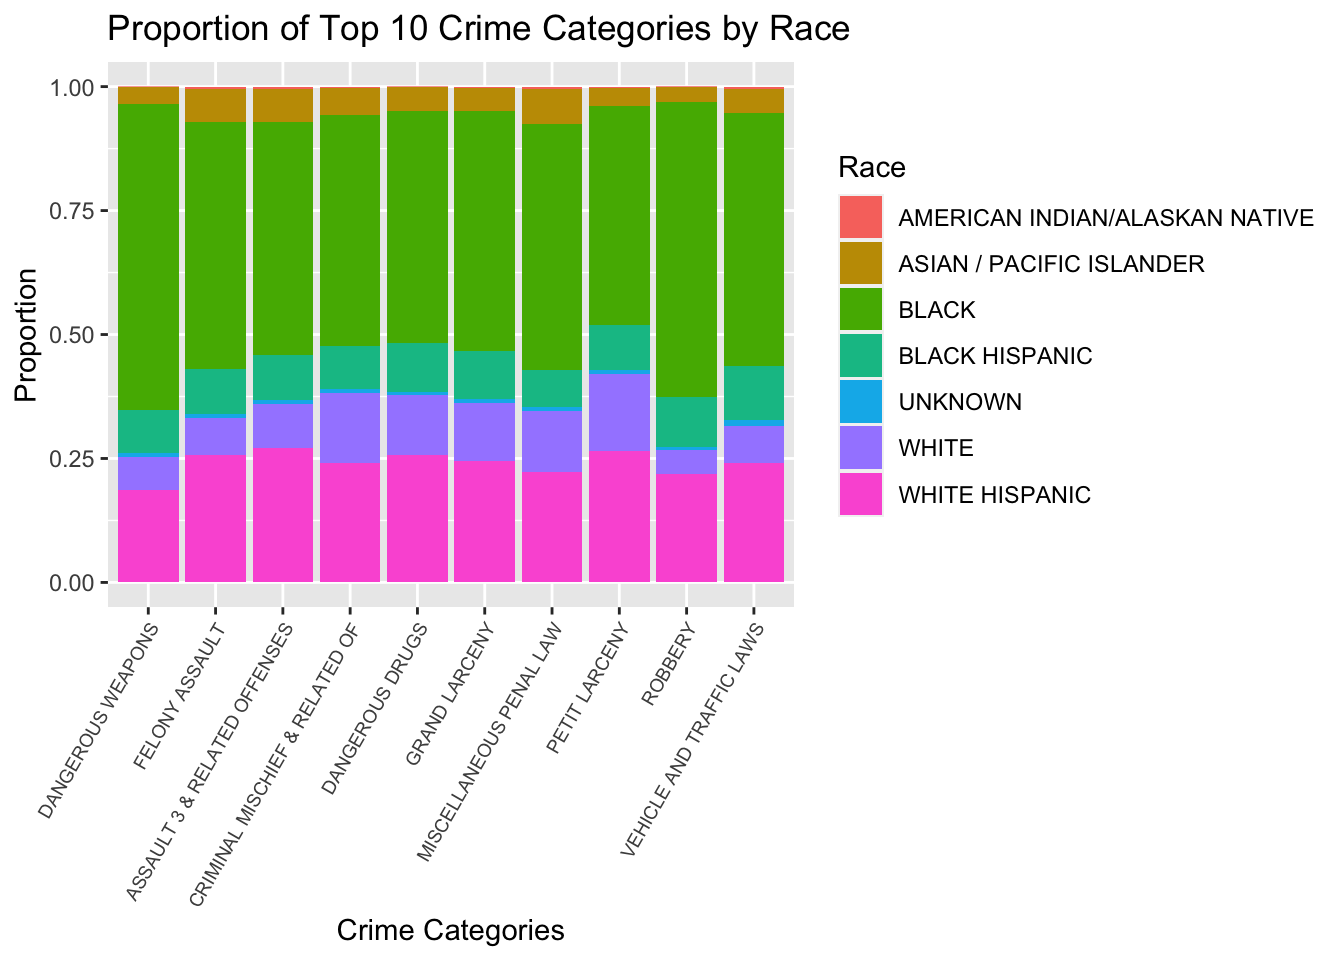 Proportion of Top 10 Crime Categories by Race
1.00
0.75
0.50
0.25
0.00
Proportion
DANGEROUS WEAPONS
FELONY ASSAULT
ASSAULT 3 & RELATED OFFENSES
CRIMINAL MISCHIEF & RELATED OF
DANGEROUS DRUGS
GRAND LARCENY
MISCELLANEOUS PENAL LAW
PETIT LARCENY
ROBBERY
VEHICLE AND TRAFFIC LAWS
Crime Categories
Race
AMERICAN INDIAN/ALASKAN NATIVE
ASIAN / PACIFIC ISLANDER
BLACK
BLACK HISPANIC
UNKNOWN
WHITE
WHITE HISPANIC